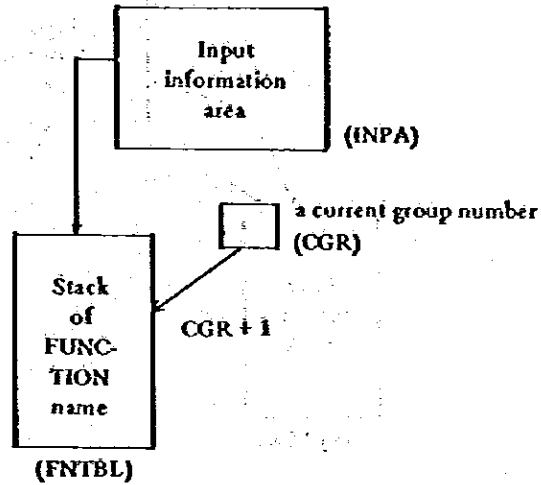 Input
information
area
(INPA)
a current group number
(CGR)
Stack
of
FUNC-
TION
name
CGR + 1
(FNTBL)